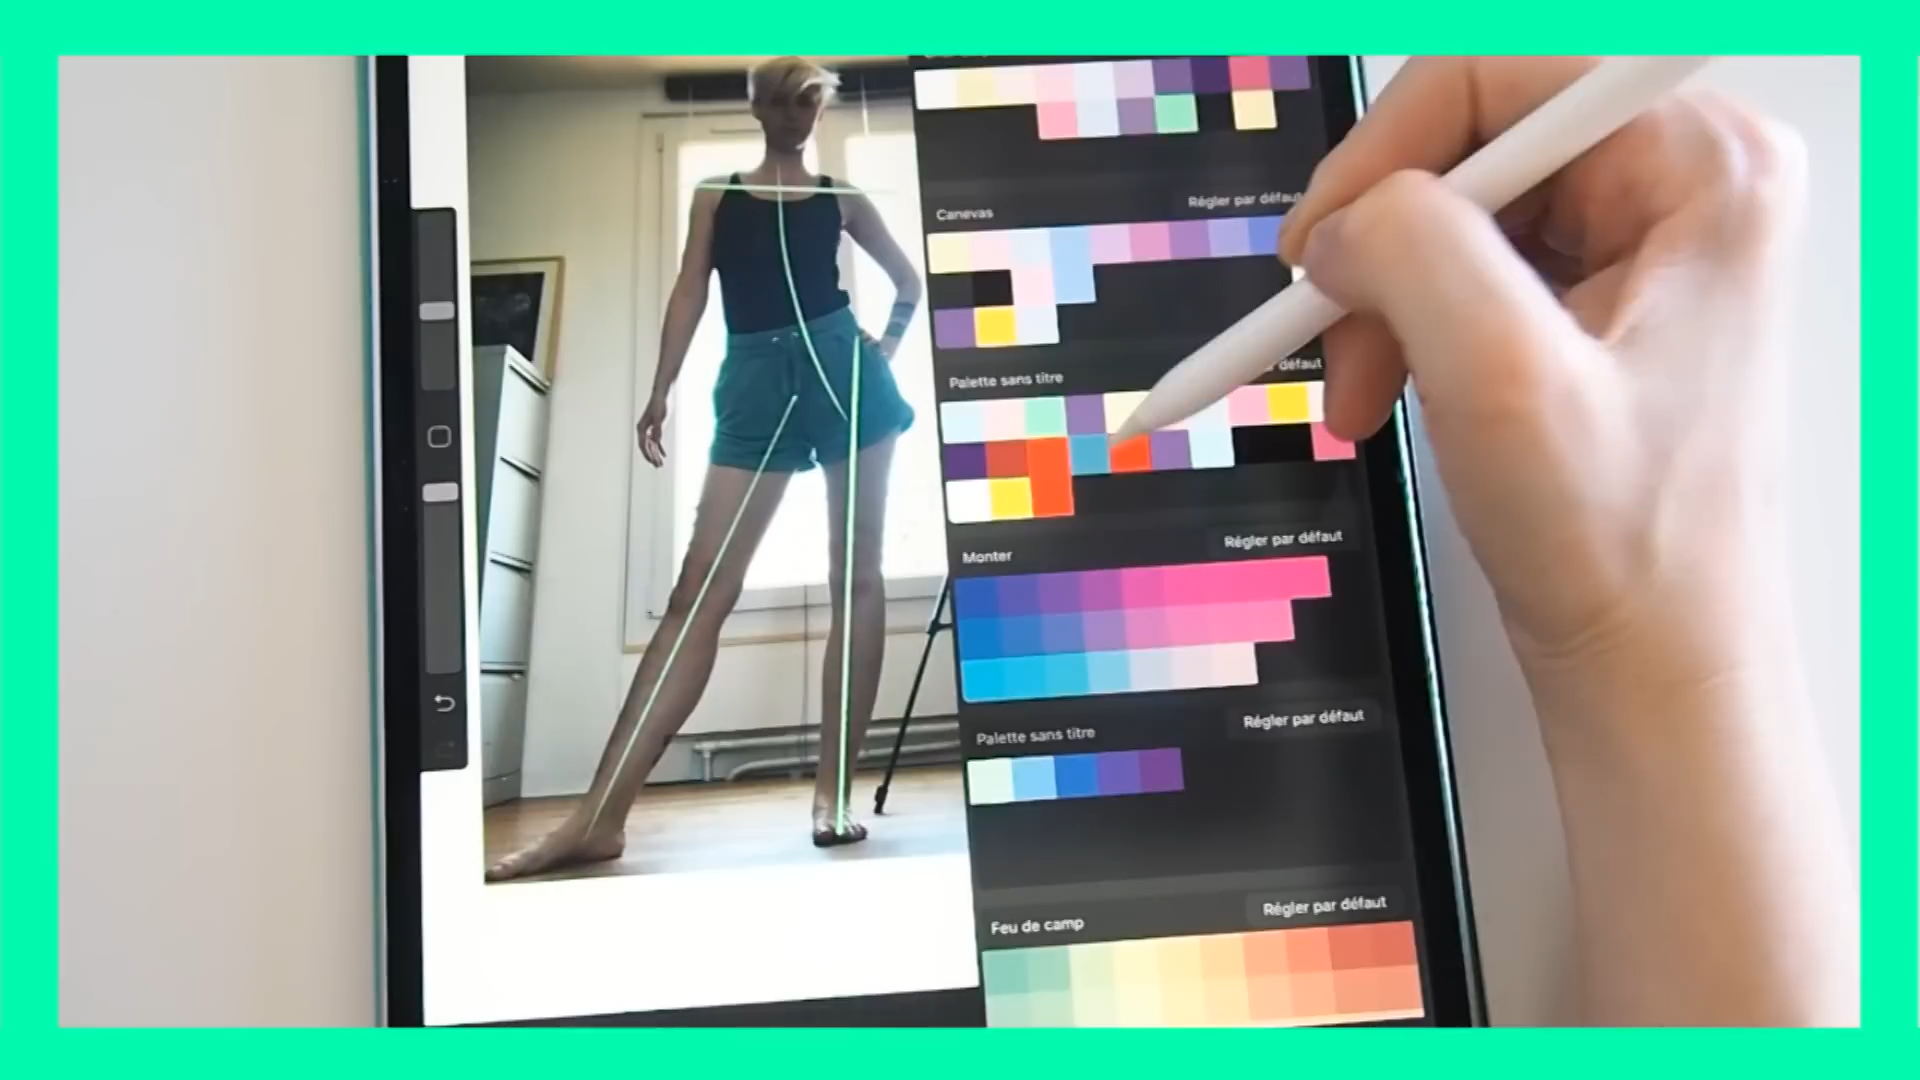 Canevas
Régler par défaut
Palette sans titre
défaut
Monter
Régler par défaut
Palette sans titre
Régler par défaut
Feu de camp
Régler par défaut